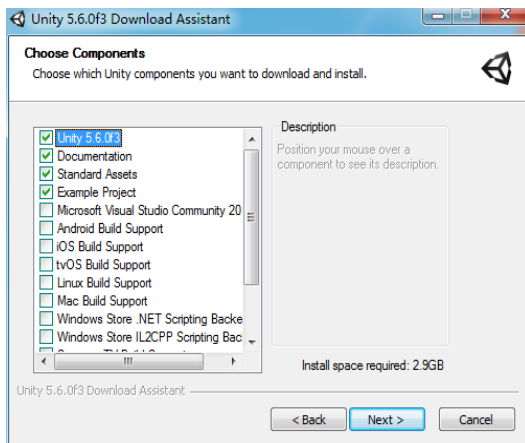 Unity 5.6.0f3 Download Assistant
Choose Components
Choose which Unity components you want to download and install.
Unity 5.6.0f3
Documentation
Standard Assets
Example Project
Microsoft Visual Studio Community 20
Android Build Support
iOS Build Support
tvOS Build Support
Linux Build Support
Mac Build Support
Windows Store .NET Scripting Backe
Windows Store IL2CPP Scripting Bac
Description
Position your mouse over a
component to see its description.
Install space required: 2.9GB
Unity 5.6.0f3 Download Assistant
< Back
Next >
Cancel